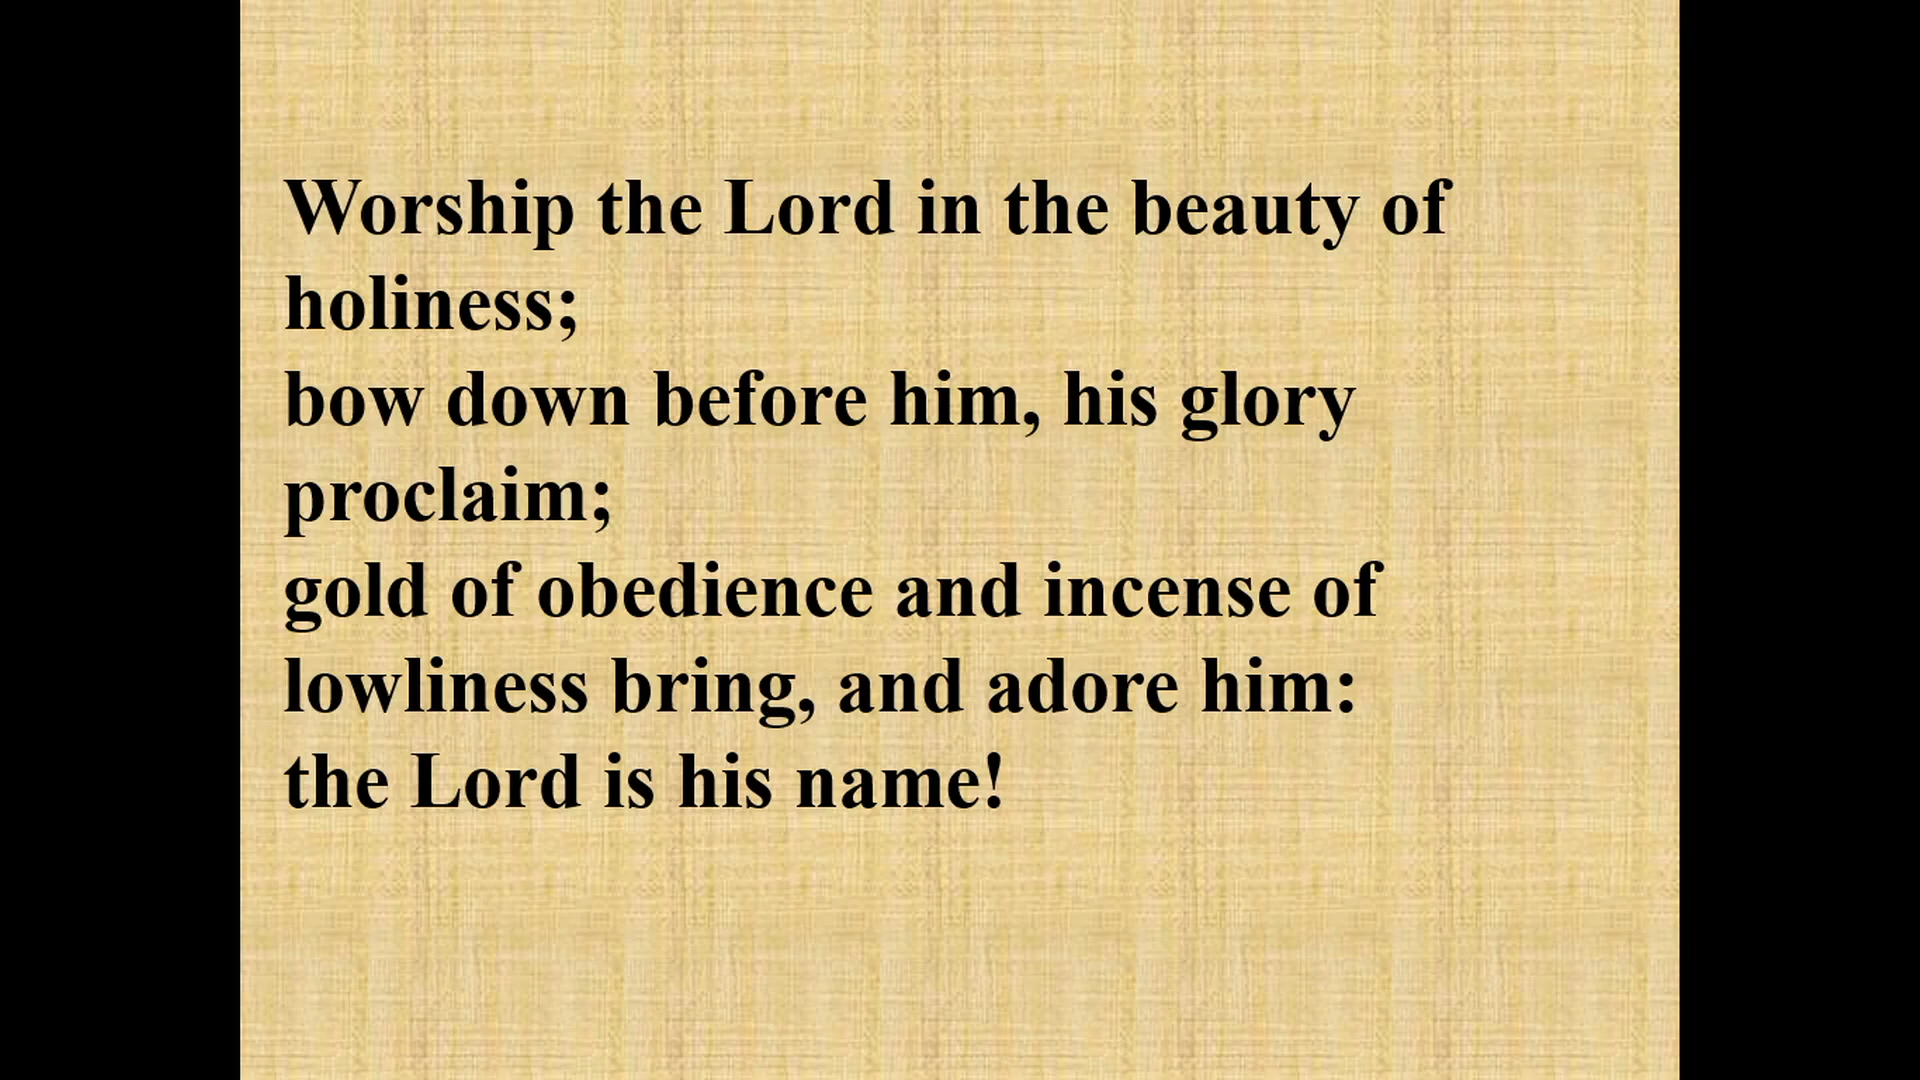 Worship the Lord in the beauty of
holiness;
bow down before him, his glory
proclaim;
gold of obedience and incense of
lowliness bring, and adore him:
the Lord is his name!